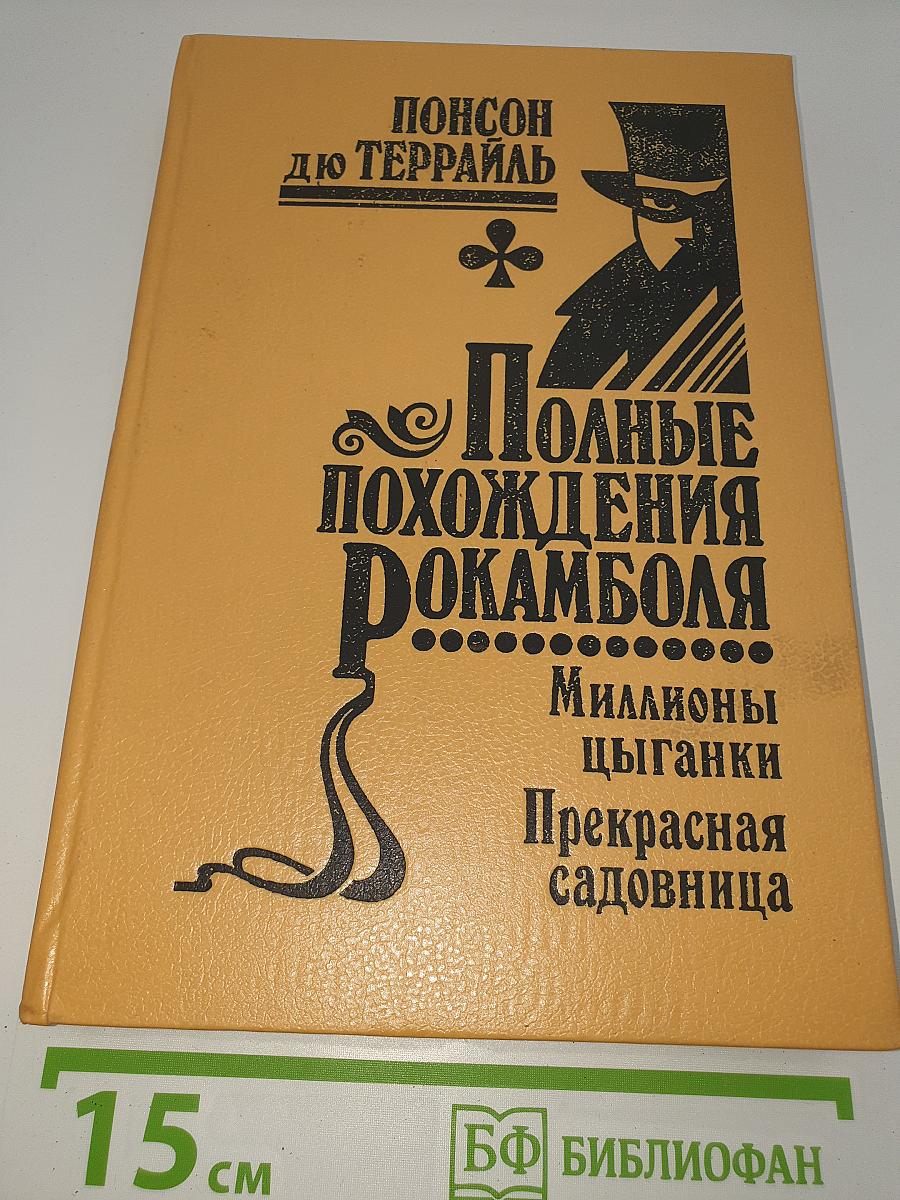 ПОНСОН
дю ТЕРРАЙЛЬ
Полные
похождения
Рокамболя
Миллионы
цыганки
Прекрасная
садовница
15 см
БФ БИБЛИОФАН